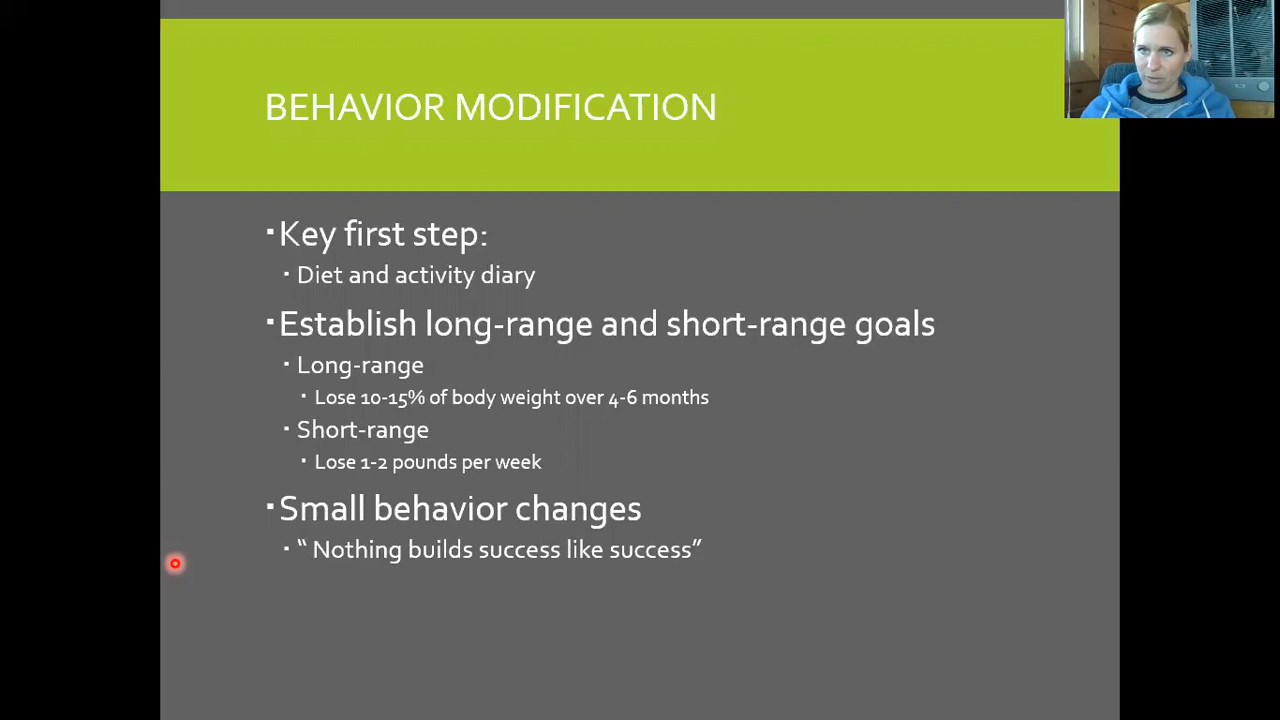 BEHAVIOR MODIFICATION
▪Key first step:
▪ Diet and activity diary
▪Establish long-range and short-range goals
▪ Long-range
▪ Lose 10-15% of body weight over 4-6 months
▪ Short-range
▪ Lose 1-2 pounds per week
▪Small behavior changes
▪ “ Nothing builds success like success”